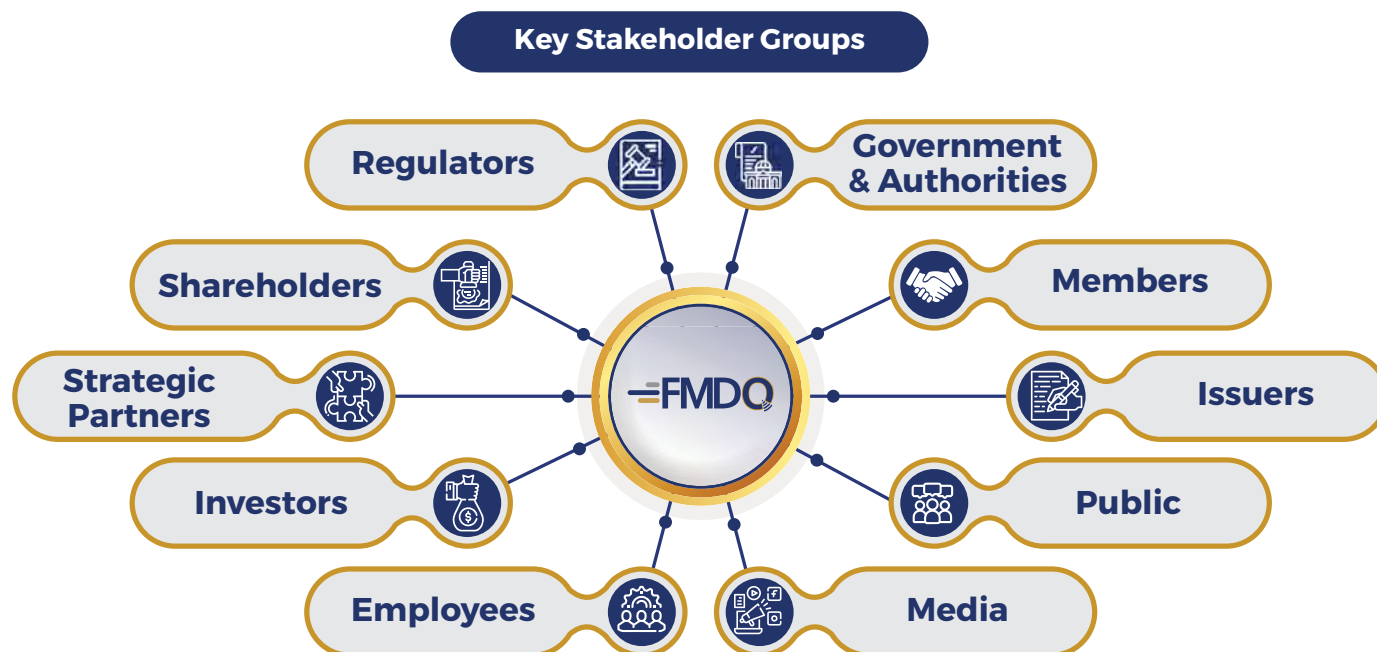 Key Stakeholder Groups
Regulators
Government
& Authorities
Shareholders
Members
Strategic
Partners
FMDQ
Issuers
Investors
Public
Employees
Media